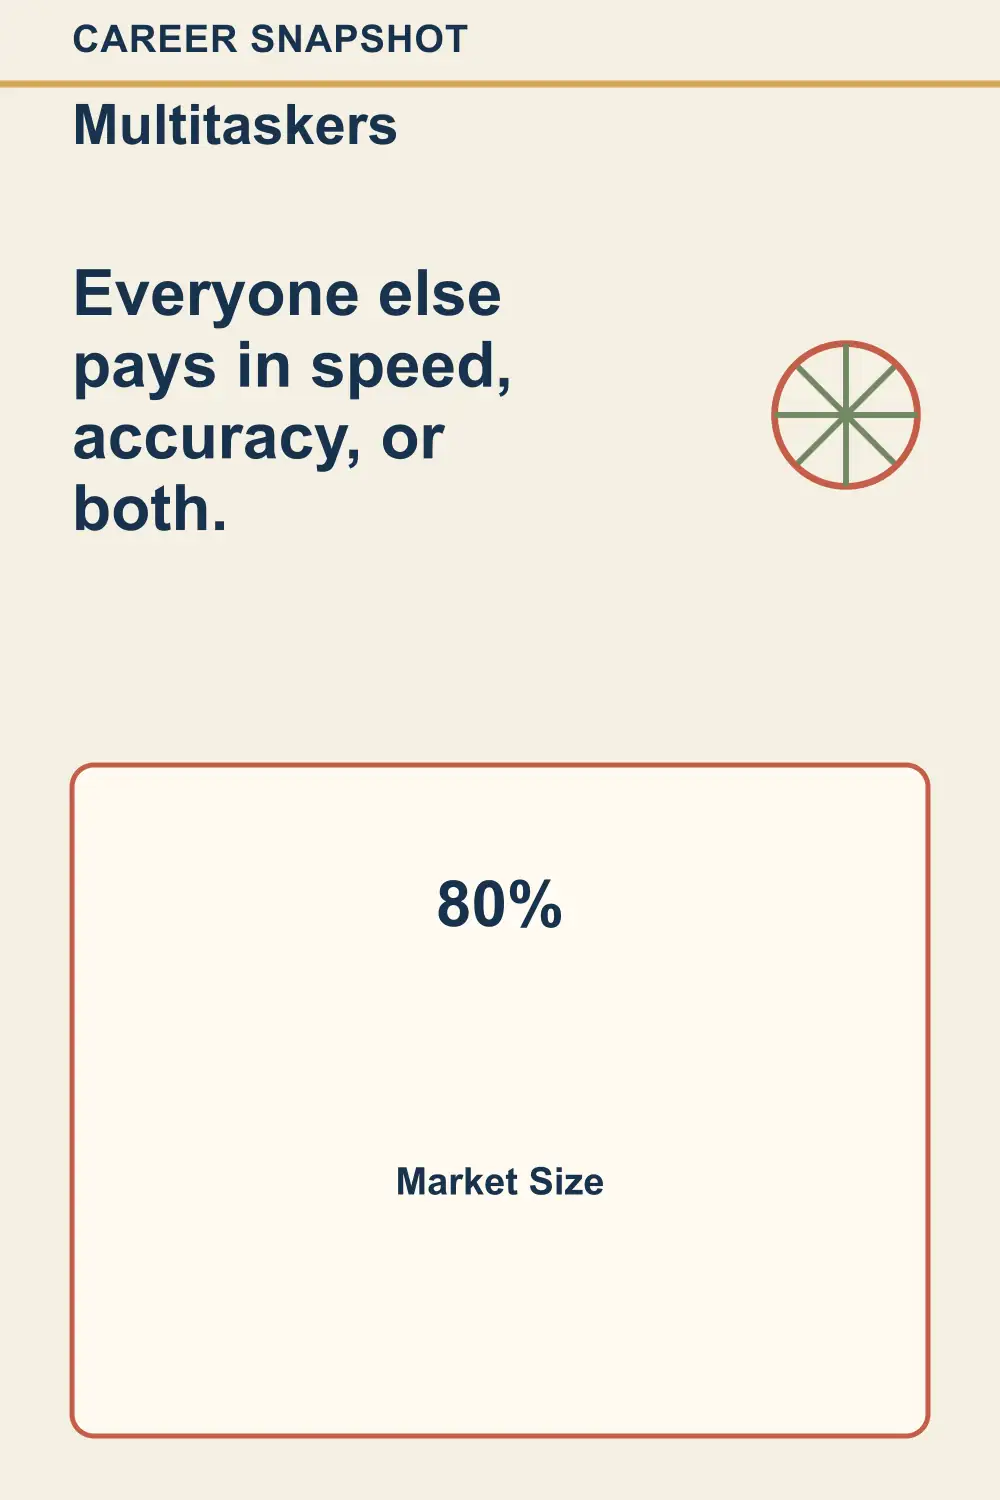 CAREER SNAPSHOT
Multitaskers
Everyone else
pays in speed,
accuracy, or
both.
80%
Market Size